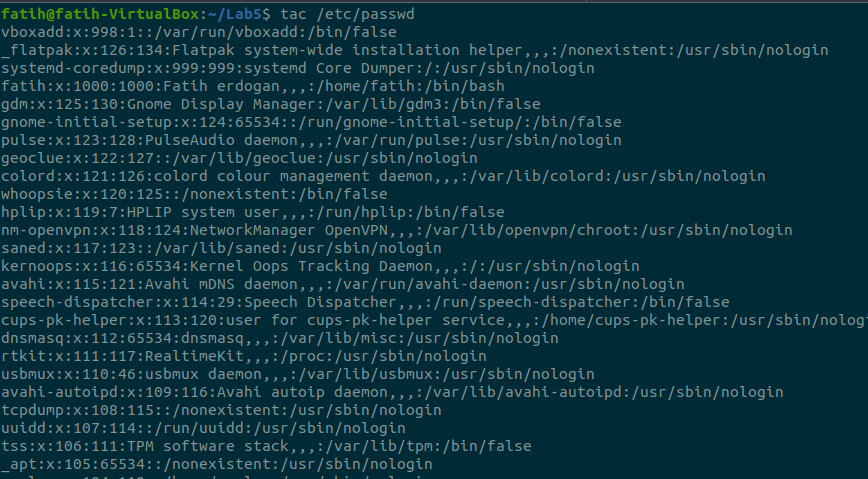 fatih@fatih-VirtualBox:~/Lab5$ tac /etc/passwd
vboxadd:x:998:1::/var/run/vboxadd:/bin/false
_flatpak:x:126:134:Flatpak system-wide installation helper,,,:/nonexistent:/usr/sbin/nologin
systemd-coredump:x:999:999:systemd Core Dumper:/:/usr/sbin/nologin
fatih:x:1000:1000:Fatih erdogan,,,:/home/fatih:/bin/bash
gdm:x:125:130:Gnome Display Manager:/var/lib/gdm3:/bin/false
gnome-initial-setup:x:124:65534::/run/gnome-initial-setup/:/bin/false
pulse:x:123:128:PulseAudio daemon,,,:/var/run/pulse:/usr/sbin/nologin
geoclue:x:122:127::/var/lib/geoclue:/usr/sbin/nologin
colord:x:121:126:colord colour management daemon,,,:/var/lib/colord:/usr/sbin/nologin
whoopsie:x:120:125::/nonexistent:/bin/false
hplip:x:119:7:HPLIP system user,,,:/run/hplip:/bin/false
nm-openvpn:x:118:124:NetworkManager OpenVPN,,,:/var/lib/openvpn/chroot:/usr/sbin/nologin
saned:x:117:123::/var/lib/saned:/usr/sbin/nologin
kernoops:x:116:65534:Kernel Oops Tracking Daemon,,,:/:/usr/sbin/nologin
avahi:x:115:121:Avahi mDNS daemon,,,:/var/run/avahi-daemon:/usr/sbin/nologin
speech-dispatcher:x:114:29:Speech Dispatcher,,,:/run/speech-dispatcher:/bin/false
cups-pk-helper:x:113:120:user for cups-pk-helper service,,,:/home/cups-pk-helper:/usr/sbin/nologi
dnsmasq:x:112:65534:dnsmasq,,,:/var/lib/misc:/usr/sbin/nologin
rtkit:x:111:117:RealtimeKit,,,:/proc:/usr/sbin/nologin
usbmux:x:110:46:usbmux daemon,,,:/var/lib/usbmux:/usr/sbin/nologin
avahi-autoipd:x:109:116:Avahi autoip daemon,,,:/var/lib/avahi-autoipd:/usr/sbin/nologin
tcpdump:x:108:115::/nonexistent:/usr/sbin/nologin
uuidd:x:107:114::/run/uuidd:/usr/sbin/nologin
tss:x:106:111:TPM software stack,,,:/var/lib/tpm:/bin/false
_apt:x:105:65534::/nonexistent:/usr/sbin/nologin